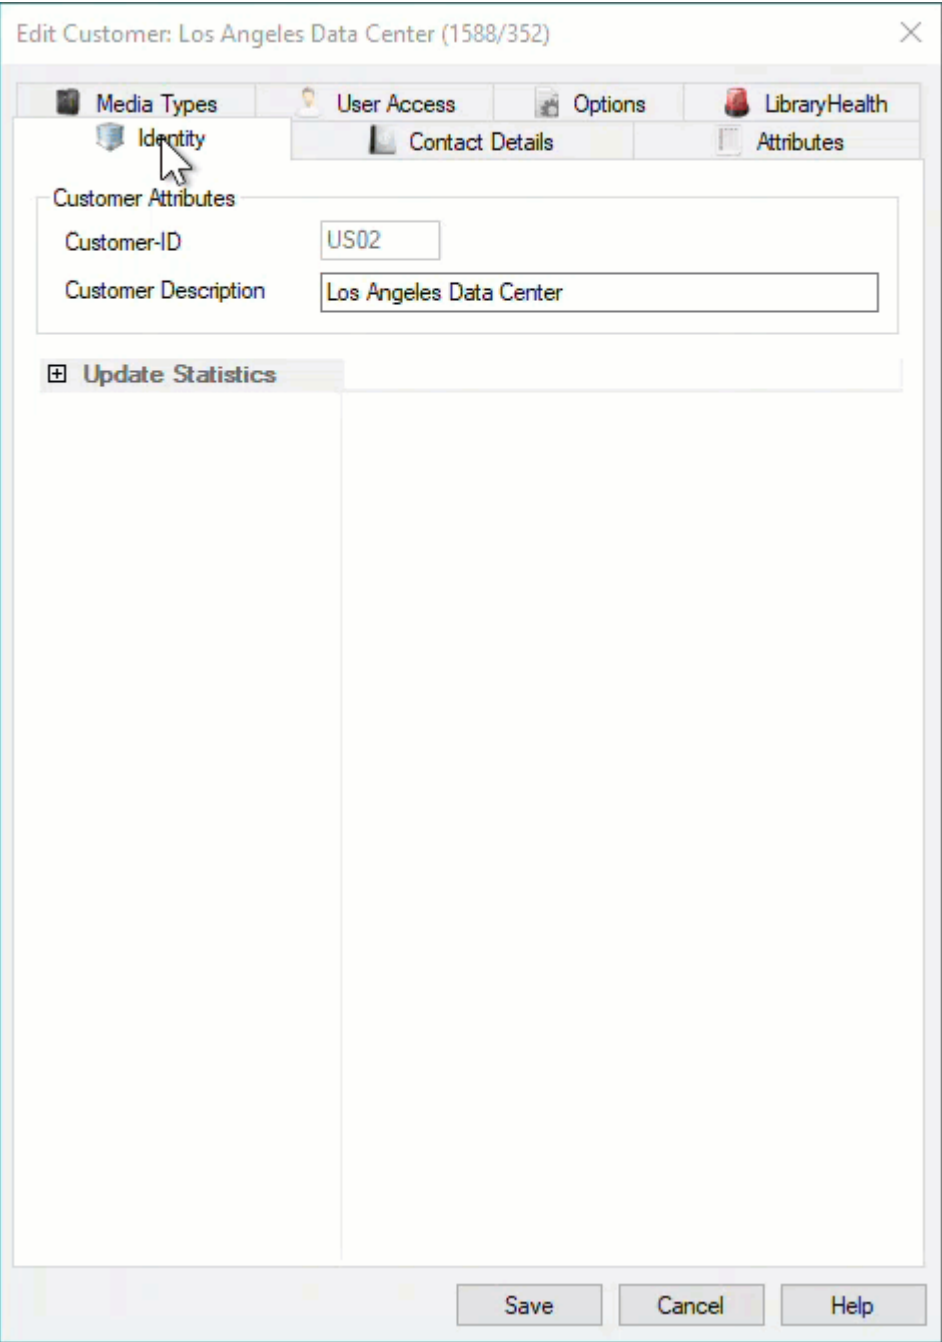 Edit Customer: Los Angeles Data Center (1588/352)
Media Types User Access Options LibraryHealth
Identity Contact Details Attributes
Customer Attributes
Customer-ID US02
Customer Description Los Angeles Data Center
Update Statistics
Save Cancel Help